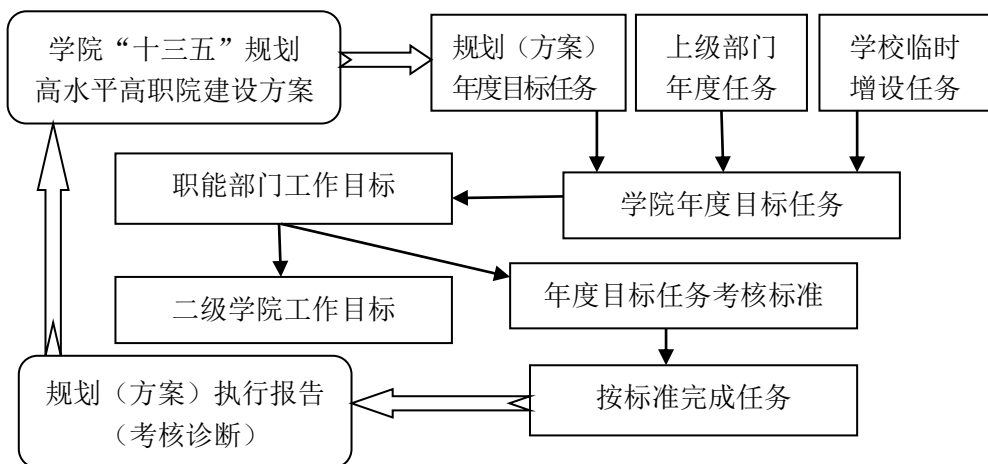 学院“十三五”规划
高水平高职院建设方案
规划（方案）
年度目标任务
上级部门
年度任务
学校临时
增设任务
职能部门工作目标
学院年度目标任务
二级学院工作目标
年度目标任务考核标准
规划（方案）执行报告
（考核诊断）
按标准完成任务